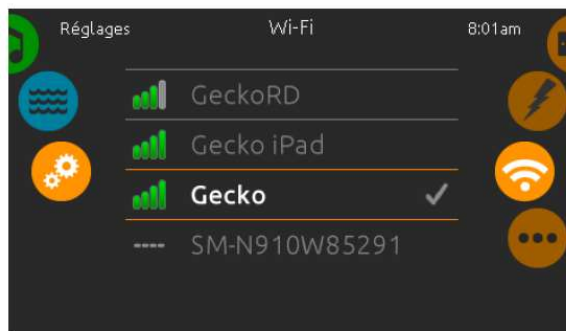 Réglages Wi-Fi 8:01am
GeckoRD
Gecko iPad
Gecko
SM-N910W85291